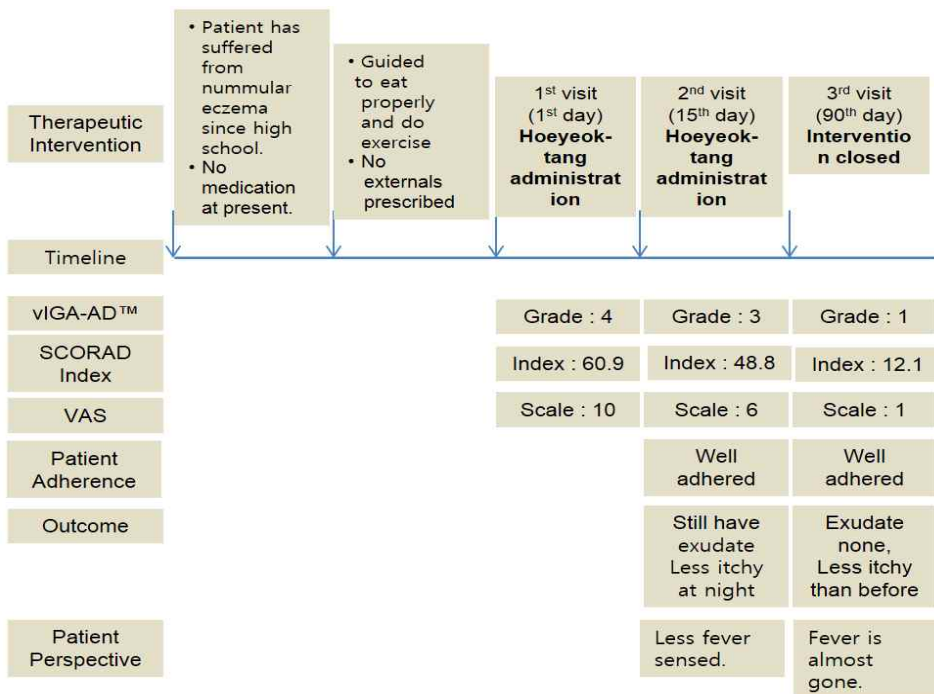 Therapeutic
Intervention
• Patient has
suffered
from
nummular
eczema
since high
school.
• No
medication
at present.
• Guided
to eat
properly
and do
exercise
• No
externals
prescribed
1st visit
(1st day)
Hoeyeok-
tang
administrat
ion
2nd visit
(15th day)
Hoeyeok-
tang
administrat
ion
3rd visit
(90th day)
Interventio
n closed
Timeline
vIGA-AD™
Grade : 4
Grade : 3
Grade : 1
SCORAD
Index
Index : 60.9
Index : 48.8
Index : 12.1
VAS
Scale : 10
Scale : 6
Scale : 1
Patient
Adherence
Well
adhered
Well
adhered
Outcome
Still have
exudate
Less itchy
at night
Exudate
none,
Less itchy
than before
Patient
Perspective
Less fever
sensed.
Fever is
almost
gone.